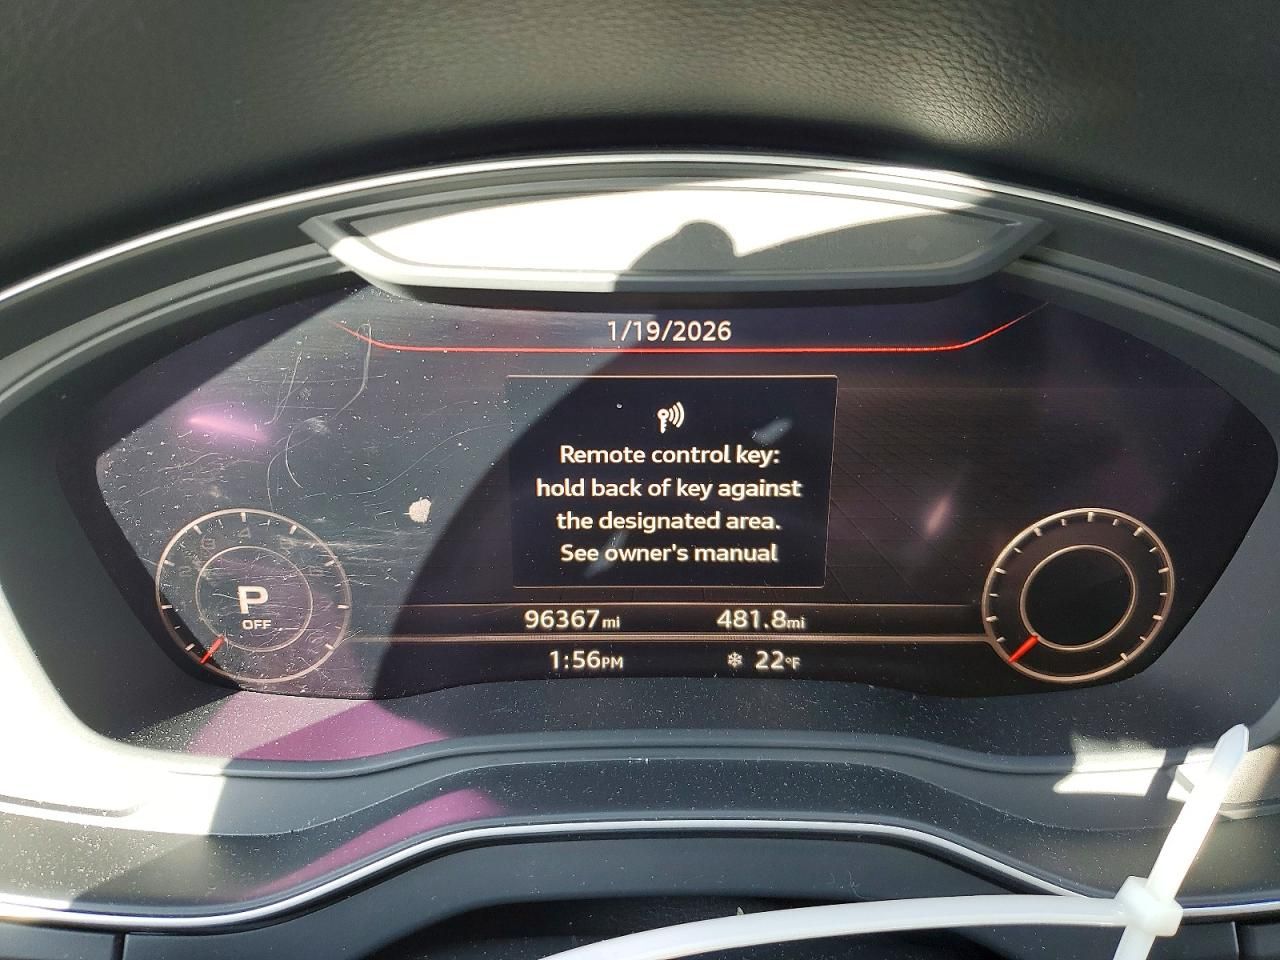 1/19/2026
Remote control key:
hold back of key against
the designated area.
See owner's manual
P
OFF
96367mi 481.8mi
1:56PM 22°F